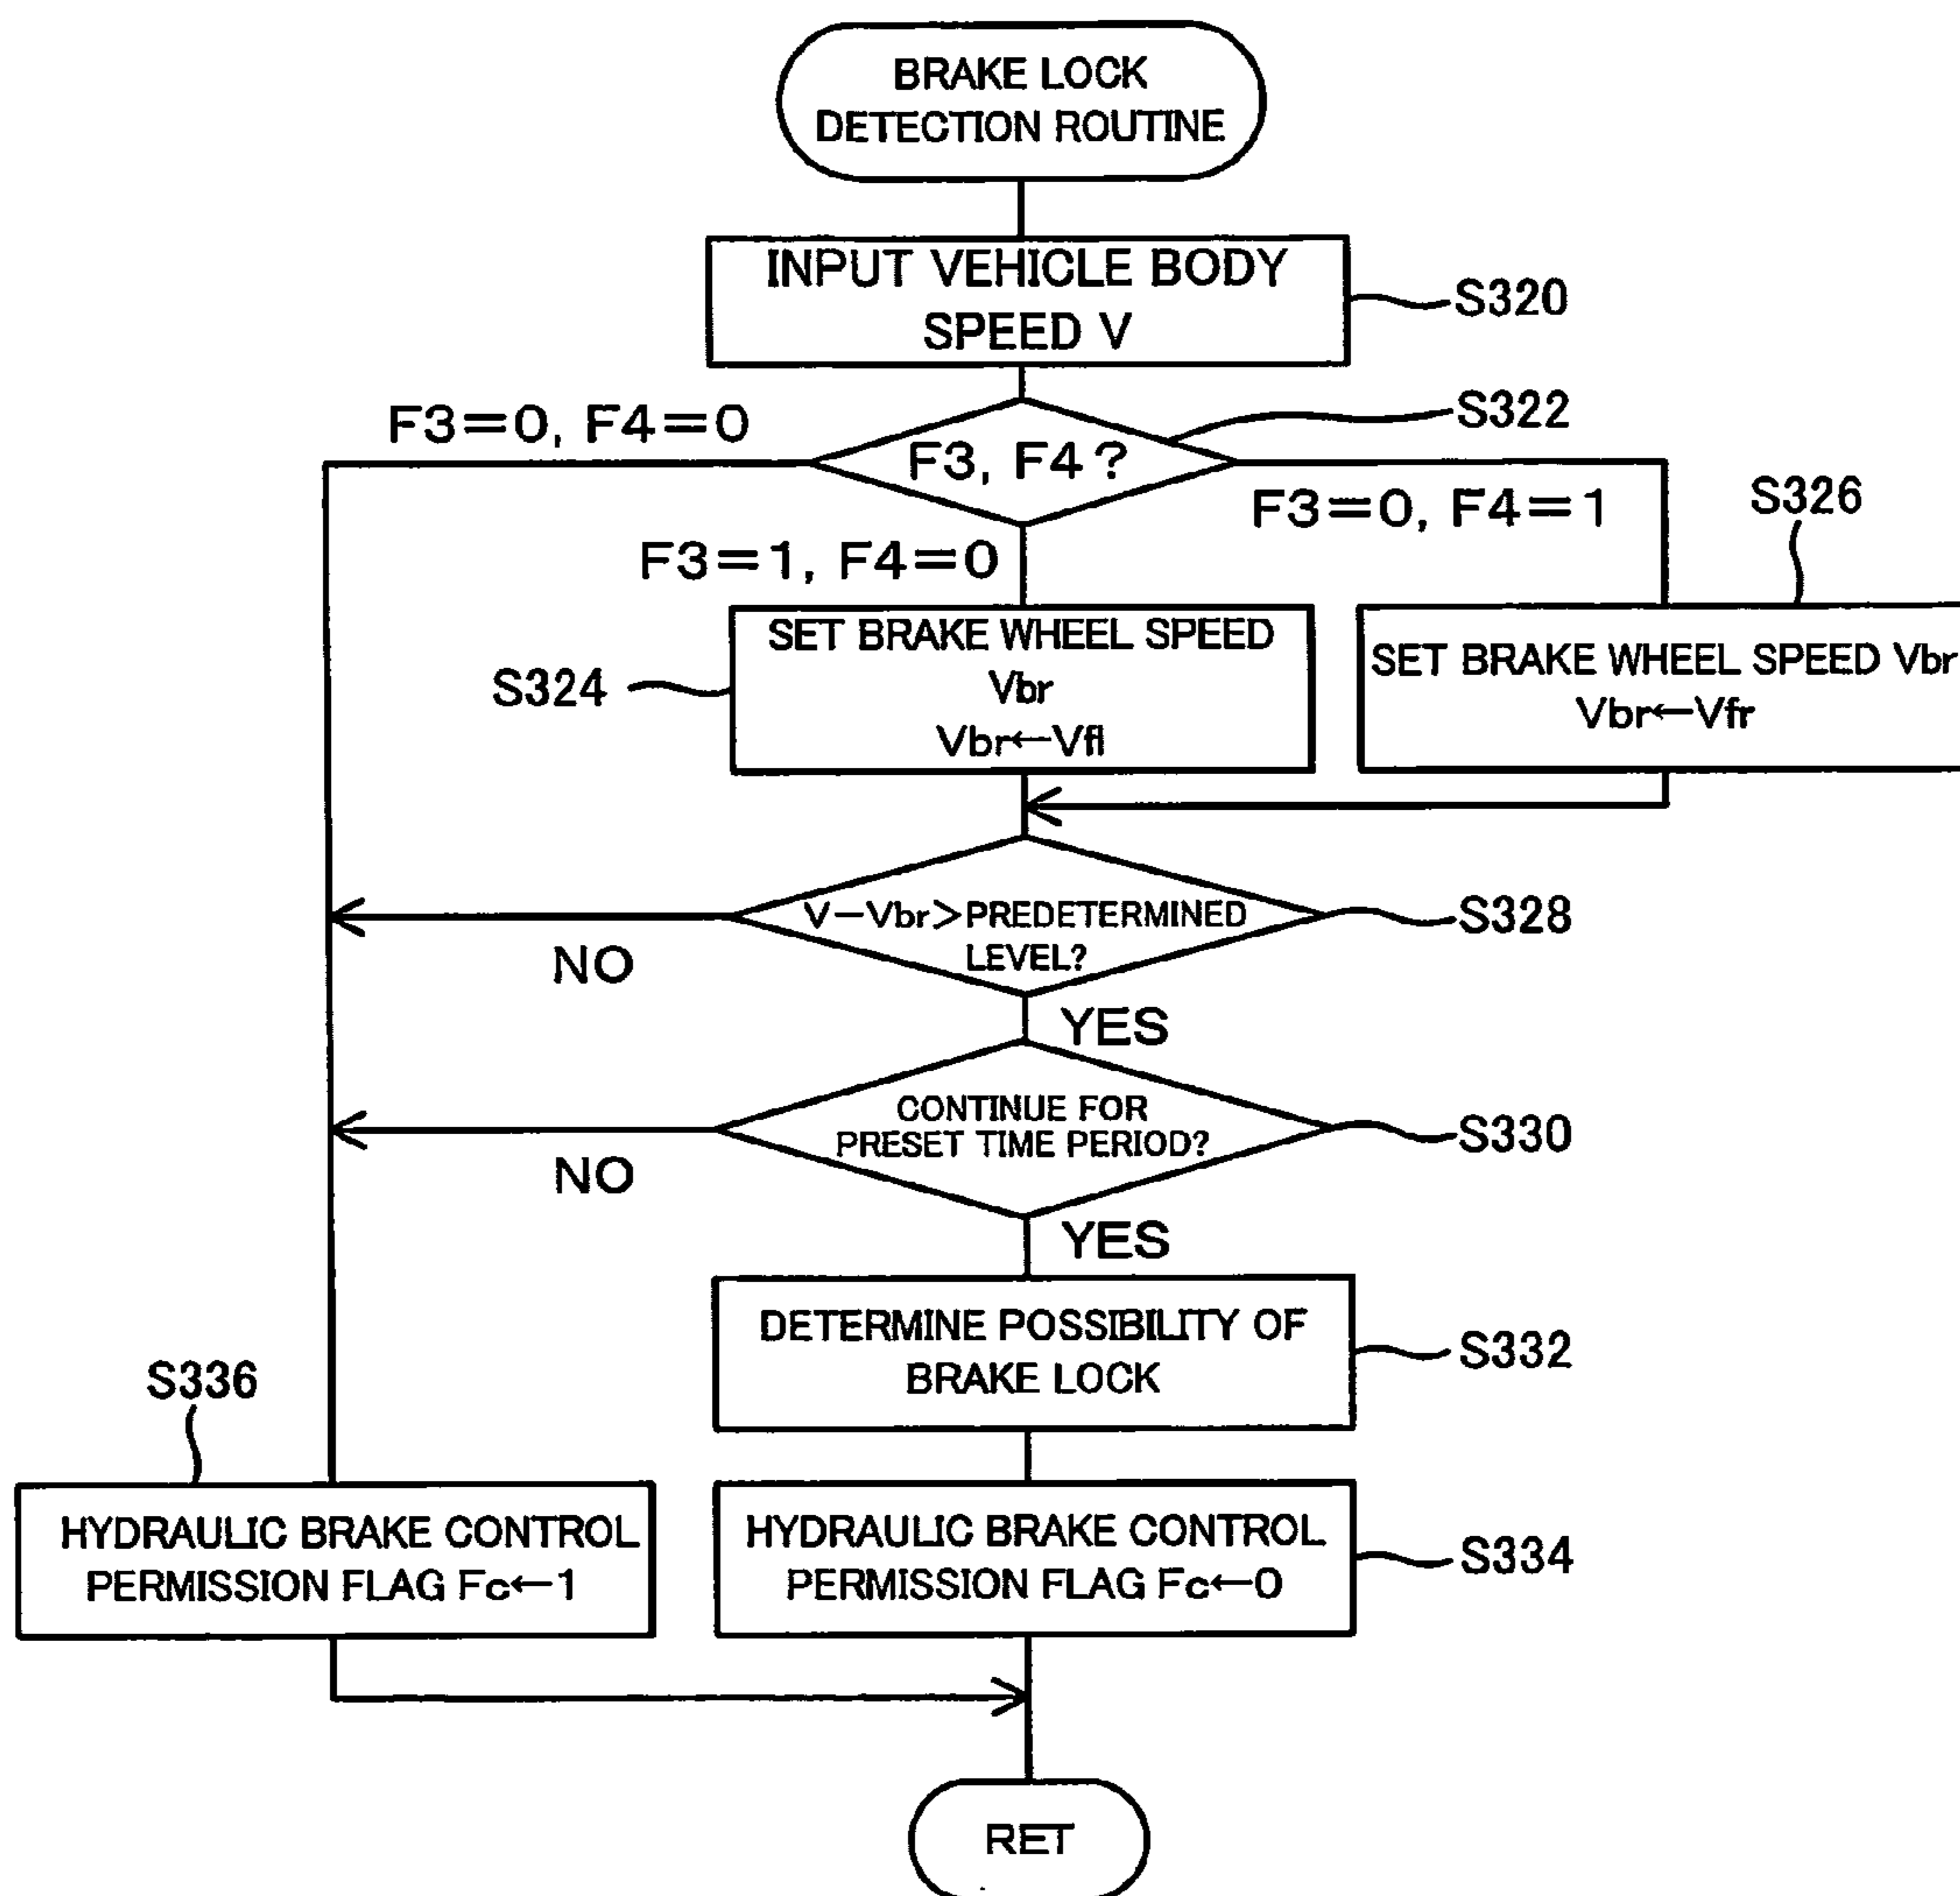 BRAKE LOCK
DETECTION ROUTINE
INPUT VEHICLE BODY
SPEED V
S320
F3=0, F4=0
F3, F4?
S322
F3=0, F4=1
S326
F3=1, F4=0
S324
SET BRAKE WHEEL SPEED
Vbr
Vbr←Vfl
SET BRAKE WHEEL SPEED Vbr
Vbr←Vfr
V-Vbr>PREDETERMINED
LEVEL?
S328
NO
YES
CONTINUE FOR
PRESET TIME PERIOD?
S330
NO
YES
DETERMINE POSSIBILITY OF
BRAKE LOCK
S332
S336
HYDRAULIC BRAKE CONTROL
PERMISSION FLAG Fc←1
HYDRAULIC BRAKE CONTROL
PERMISSION FLAG Fc←0
S334
RET